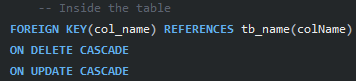 -- Inside the table
FOREIGN KEY(col_name) REFERENCES tb_name(colName)
ON DELETE CASCADE
ON UPDATE CASCADE